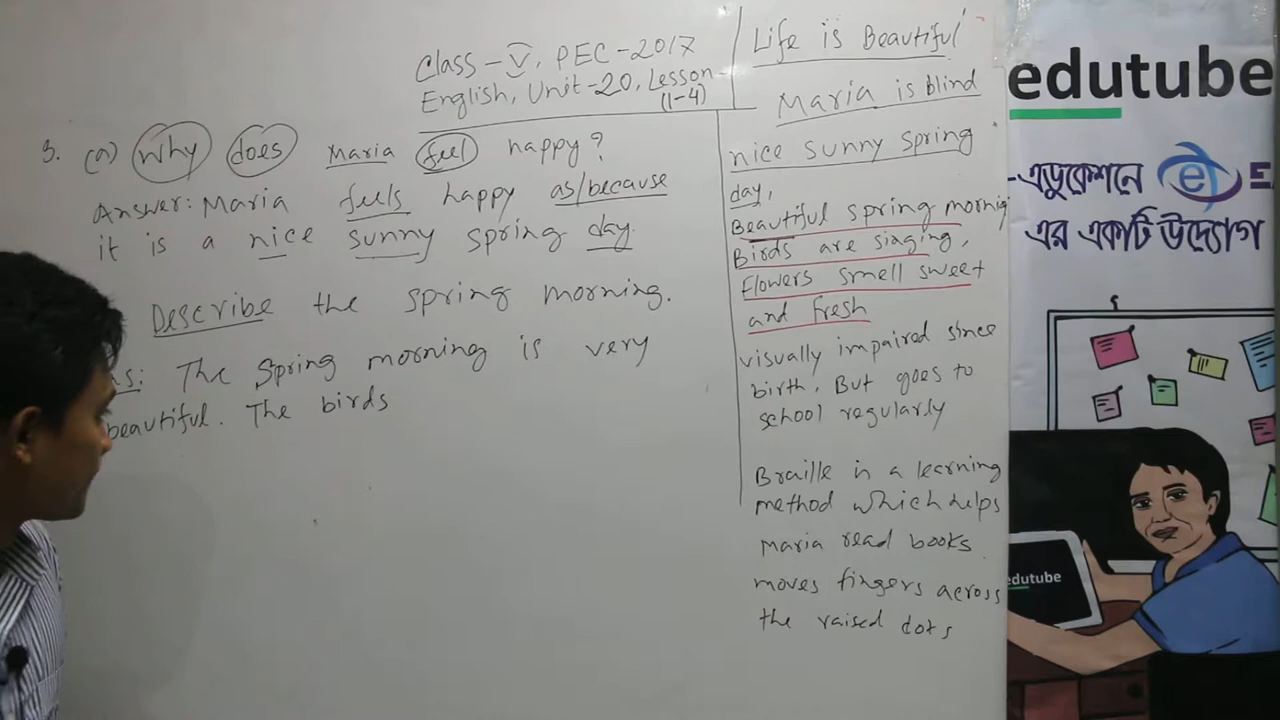 Class - V, PEC - 2017
English, Unit - 20, Lesson -
(1-4)
3. (a) Why does Maria feel happy?
Answer: Maria feels happy as/because
it is a nice sunny spring day.
Describe the spring morning.
ns: The Spring morning is very
beautiful. The birds
Life is Beautiful
Maria is blind
nice sunny spring
day,
Beautiful spring morning
Birds are singing,
flowers smell sweet
and fresh
visually impaired since
birth. But goes to
school regularly
Braille is a learning
method which helps
Maria read books
moves fingers across
the raised dots
edutube
-এডুকেশনে e E
এর একটি উদ্যোগ
edutube